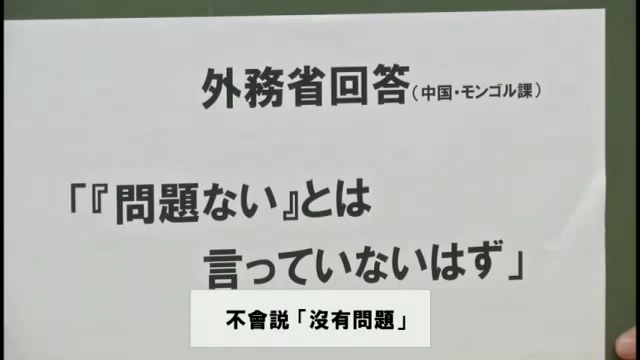 外務省回答(中国・モンゴル課)
「『問題ない』とは
言っていないはず」
不會説「沒有問題」